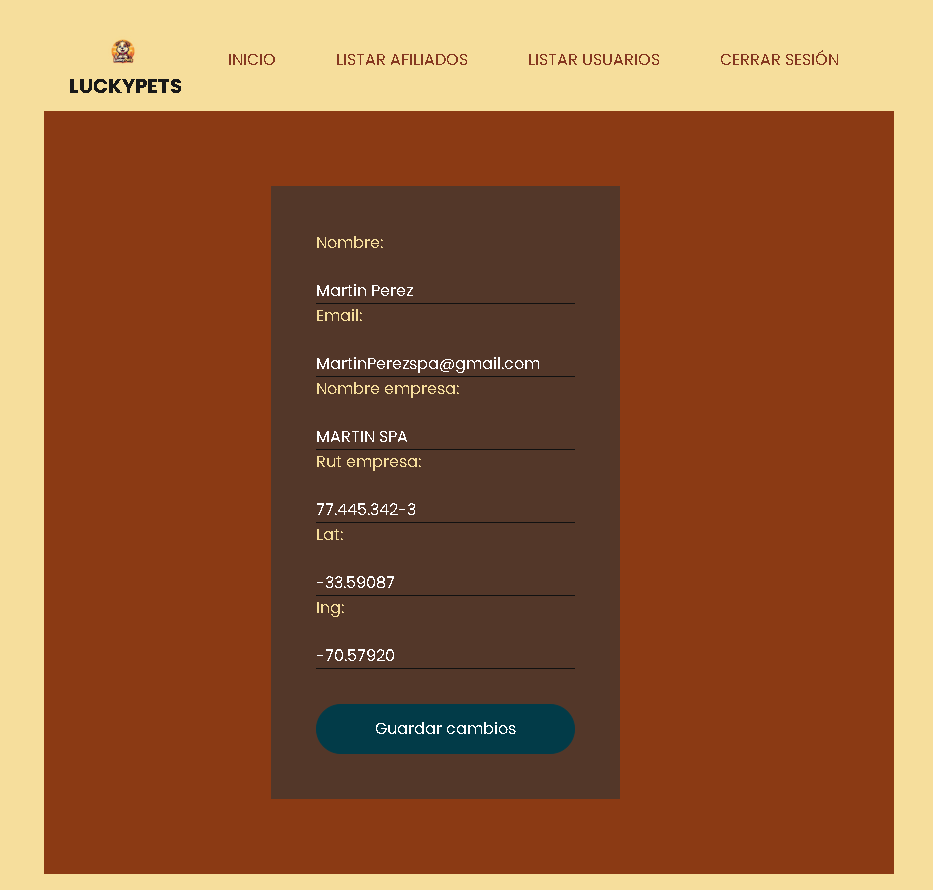 LUCKYPETS
INICIO
LISTAR AFILIADOS
LISTAR USUARIOS
CERRAR SESIÓN
Nombre:
Martin Perez
Email:
MartinPerezspa@gmail.com
Nombre empresa:
MARTIN SPA
Rut empresa:
77.445.342-3
Lat:
-33.59087
lng:
-70.57920
Guardar cambios